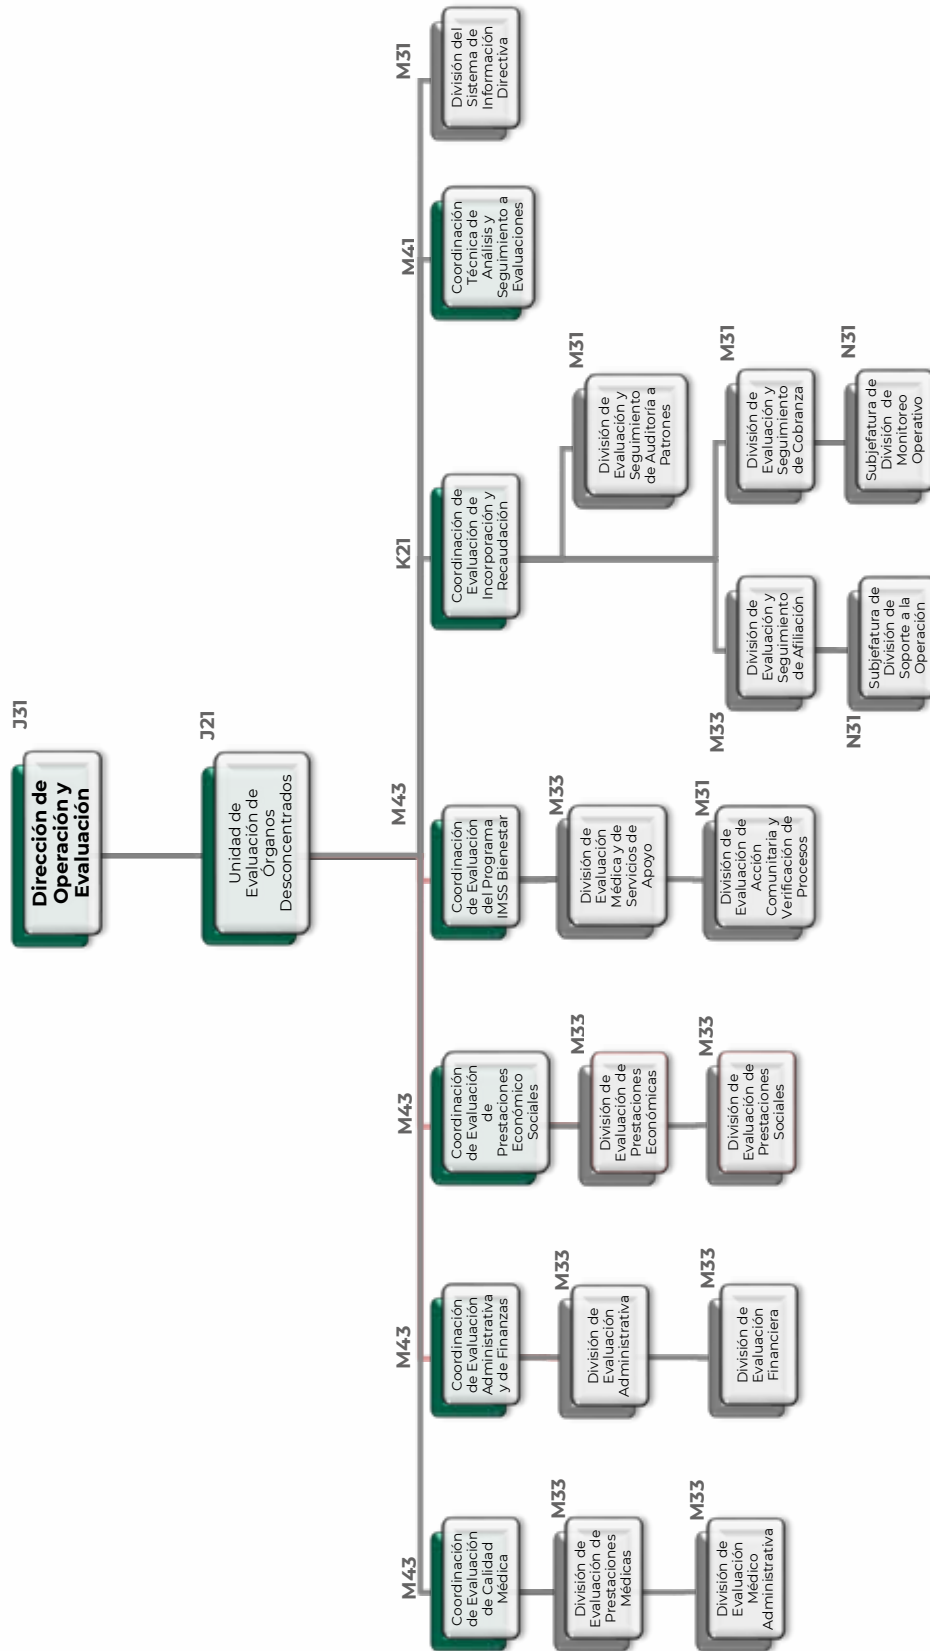 J31
Dirección de
Operación y
Evaluación
J21
Unidad de
Evaluación de
Órganos
Desconcentrados
M43
Coordinación
de Evaluación
de Calidad
Médica
M33
División de
Evaluación de
Prestaciones
Médicas
M33
División de
Evaluación
Médico
Administrativa
M43
Coordinación
de Evaluación
Administrativa
y de Finanzas
M33
División de
Evaluación
Administrativa
M33
División de
Evaluación
Financiera
M43
Coordinación
de Evaluación
de
Prestaciones
Económico
Sociales
M33
División de
Evaluación de
Prestaciones
Económicas
M33
División de
Evaluación de
Prestaciones
Sociales
M43
Coordinación
de Evaluación
del Programa
IMSS Bienestar
M33
División de
Evaluación
Médica y de
Servicios de
Apoyo
M31
División de
Evaluación de
Acción
Comunitaria y
Verificación de
Procesos
K21
Coordinación de
Evaluación de
Incorporación y
Recaudación
M31
División de
Evaluación y
Seguimiento
de Auditoría a
Patrones
M33
División de
Evaluación y
Seguimiento
de Afiliación
N31
Subjefatura de
División de
Soporte a la
Operación
M31
División de
Evaluación y
Seguimiento
de Cobranza
N31
Subjefatura de
División de
Monitoreo
Operativo
M41
Coordinación
Técnica de
Análisis y
Seguimiento a
Evaluaciones
M31
División del
Sistema de
Información
Directiva